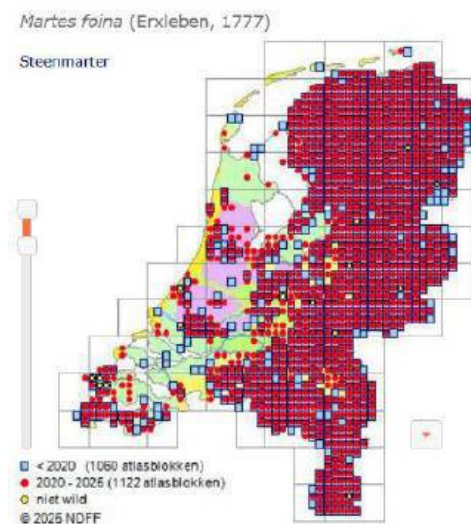 Martes foina (Erxleben, 1777)
Steenmarter
< 2020 (1060 atlasblokken)
2020 - 2025 (1122 atlasblokken)
niet wild
© 2025 NDFF